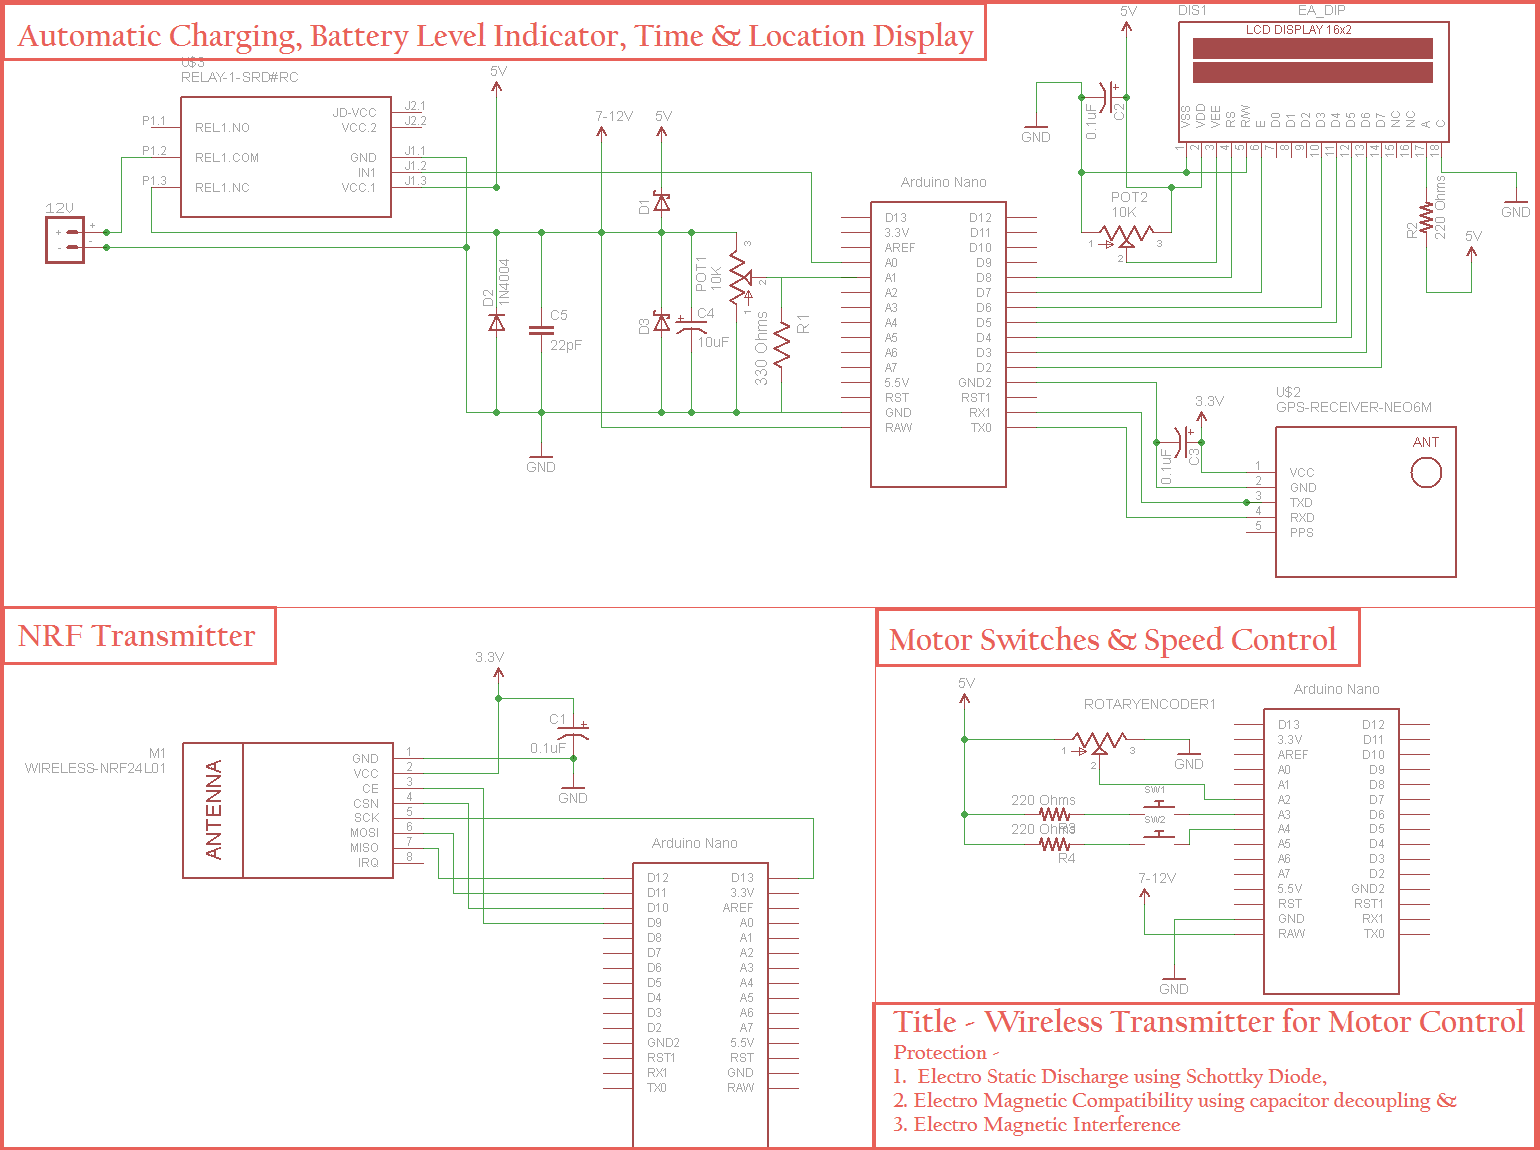 Automatic Charging, Battery Level Indicator, Time & Location Display
U$3
RELAY-1-SRD#RC
P1.1
P1.2
P1.3
REL1.NO
REL1.COM
REL1.NC
JD-VCC
VCC.2
GND
IN1
VCC.1
J2.1
J2.2
J1.1
J1.2
J1.3
5V
12V
+
-
+
-
7-12V
5V
D1
D2
1N4004
C5
22pF
D3
C4
+
10uF
POT1
10K
3
2
1
330 Ohms
R1
GND
Arduino Nano
D13
3.3V
AREF
A0
A1
A2
A3
A4
A5
A6
A7
5.5V
RST
GND
RAW
D12
D11
D10
D9
D8
D7
D6
D5
D4
D3
D2
GND2
RST1
RX1
TX0
5V
GND
0.1uF
C2
+
POT2
10K
1
2
3
DIS1
EA_DIP
LCD DISPLAY 16x2
VSS
VDD
VEE
RS
R/W
E
D0
D1
D2
D3
D4
D5
D6
D7
NC
NC
A
C
1
2
3
4
5
6
7
8
9
10
11
12
13
14
15
16
17
18
R2
220 Ohms
GND
5V
3.3V
0.1uF
C3
+
U$2
GPS-RECEIVER-NEO6M
ANT
1
2
3
4
5
VCC
GND
TXD
RXD
PPS
NRF Transmitter
3.3V
C1
+
0.1uF
GND
M1
WIRELESS-NRF24L01
ANTENNA
GND
VCC
CE
CSN
SCK
MOSI
MISO
IRQ
1
2
3
4
5
6
7
8
Arduino Nano
D12
D11
D10
D9
D8
D7
D6
D5
D4
D3
D2
GND2
RST1
RX1
TX0
D13
3.3V
AREF
A0
A1
A2
A3
A4
A5
A6
A7
5.5V
RST
GND
RAW
Motor Switches & Speed Control
5V
ROTARYENCODER1
1
2
3
GND
220 Ohms
R3
SW1
220 Ohms
R4
SW2
7-12V
GND
Arduino Nano
D13
3.3V
AREF
A0
A1
A2
A3
A4
A5
A6
A7
5.5V
RST
GND
RAW
D12
D11
D10
D9
D8
D7
D6
D5
D4
D3
D2
GND2
RST1
RX1
TX0
Title - Wireless Transmitter for Motor Control
Protection -
1. Electro Static Discharge using Schottky Diode,
2. Electro Magnetic Compatibility using capacitor decoupling &
3. Electro Magnetic Interference